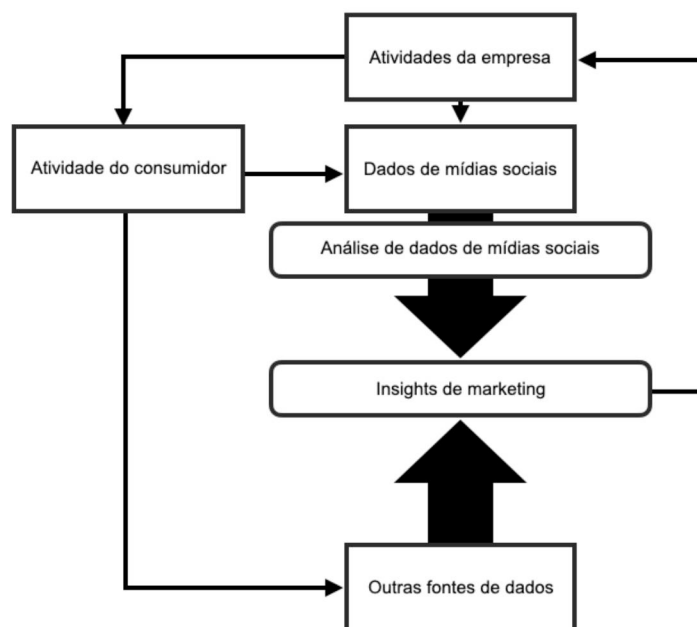 Atividades da empresa
Atividade do consumidor
Dados de mídias sociais
Análise de dados de mídias sociais
Insights de marketing
Outras fontes de dados